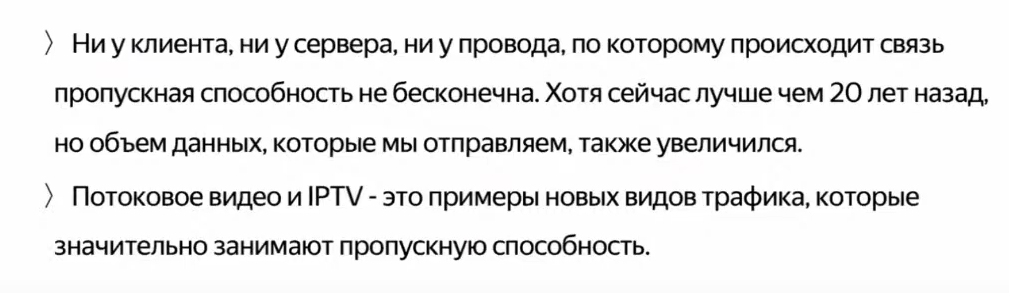 〉 Ни у клиента, ни у сервера, ни у провода, по которому происходит связь
пропускная способность не бесконечна. Хотя сейчас лучше чем 20 лет назад,
но объем данных, которые мы отправляем, также увеличился.
〉 Потоковое видео и IPTV - это примеры новых видов трафика, которые
значительно занимают пропускную способность.